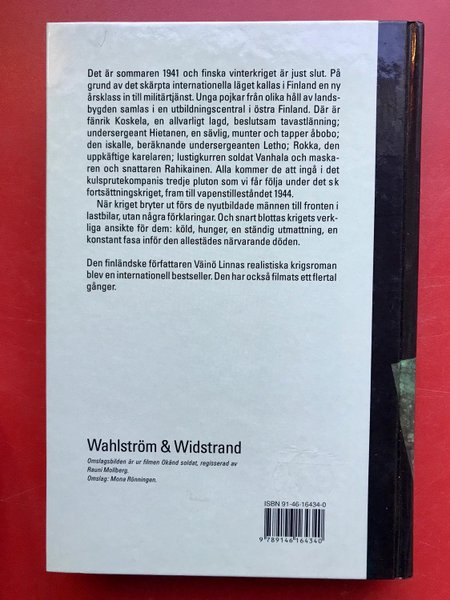 Det är sommaren 1941 och finska vinterkriget är just slut. På
grund av det skärpta internationella läget kallas i Finland en ny
årsklass in till militärtjänst. Unga pojkar från olika håll av lands-
bygden samlas i en utbildningscentral i östra Finland. Där är
fänrik Koskela, en allvarligt lagd, beslutsam tavastlänning;
undersergeant Hietanen, en sävlig, munter och tapper åbobo;
den iskalle, beräknande undersergeanten Letho; Rokka, den
uppkäftige karelaren; lustigkurren soldat Vanhala och maska-
ren och snattaren Rahikainen. Alla kommer de att ingå i det
kulsprutekompanis tredje pluton som vi får följa under det s k
fortsättningskriget, fram till vapenstilleståndet 1944.
När kriget bryter ut förs de nyutbildade männen till fronten i
lastbilar, utan några förklaringar. Och snart blottas krigets verk-
liga ansikte för dem: köld, hunger, en ständig utmattning, en
konstant fasa inför den allestädes närvarande döden.
Den finländske författaren Väinö Linnas realistiska krigsroman
blev en internationell bestseller. Den har också filmats ett flertal
gånger.
Wahlström & Widstrand
Omslagsbilden är ur filmen Okänd soldat, regisserad av
Rauni Mollberg.
Omslag: Mona Rönningen.
ISBN 91-46-16434-0
9 789146 164340